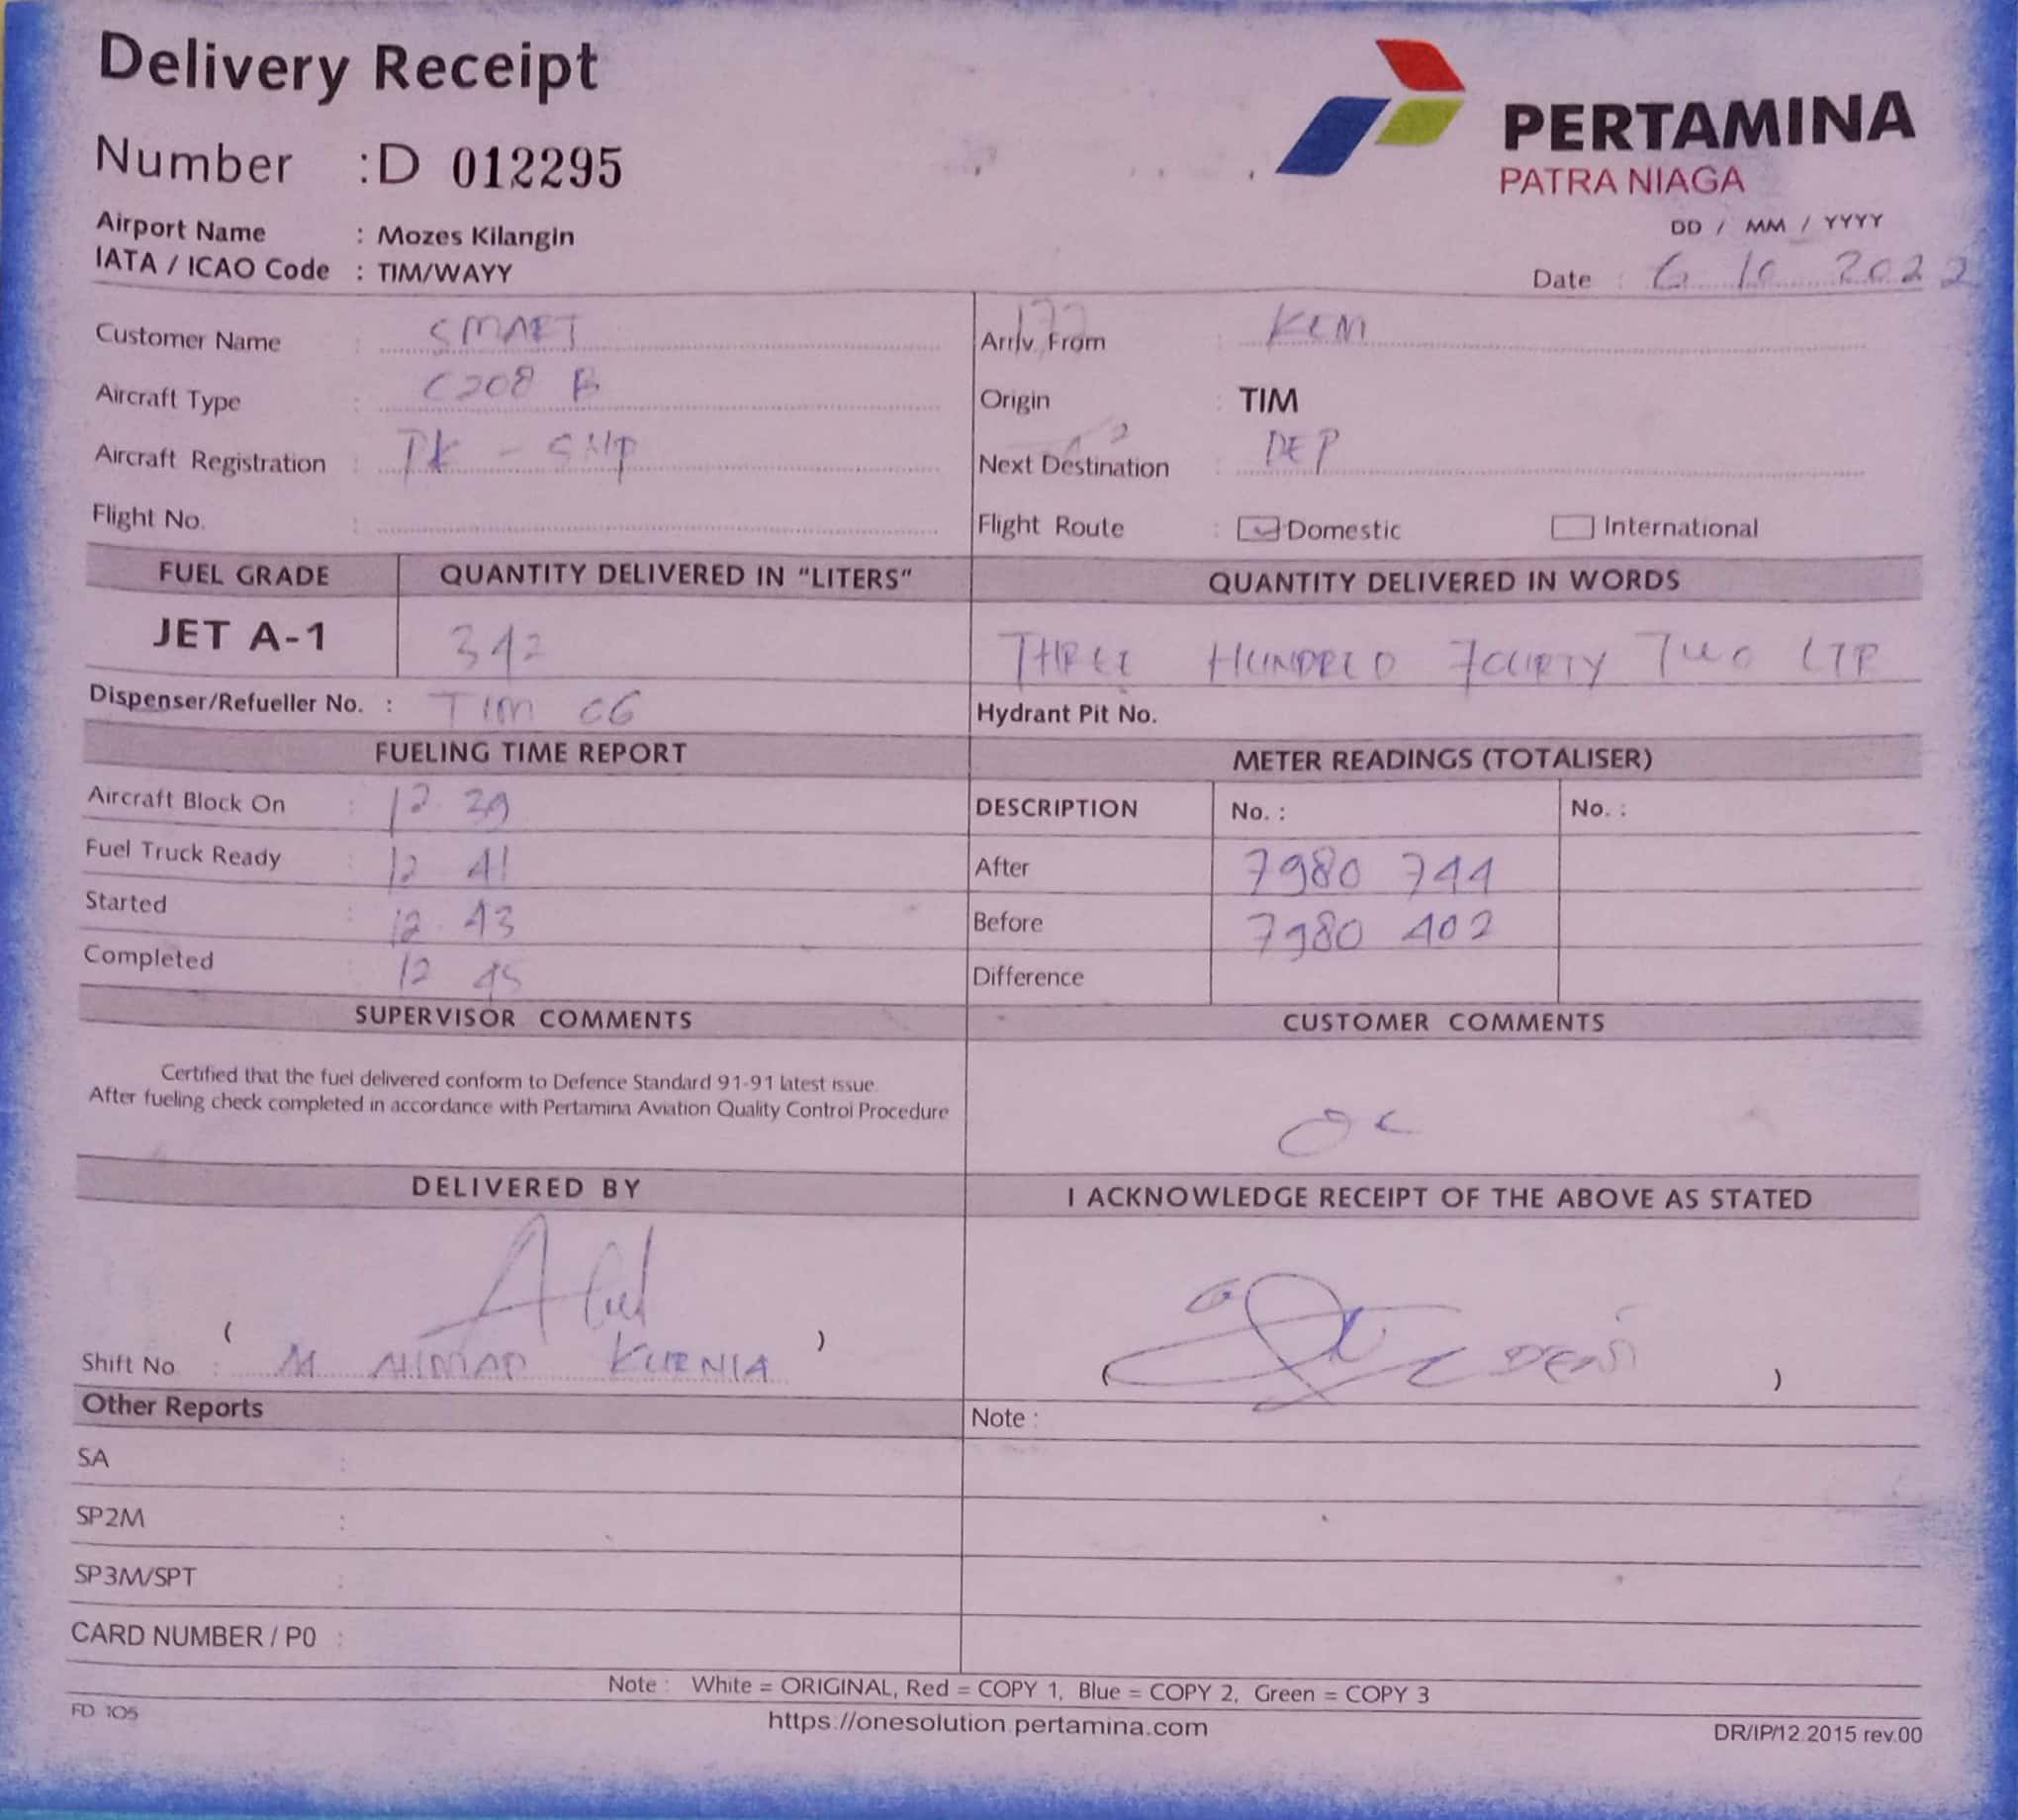 Delivery Receipt
Number : D 012295
PERTAMINA
PATRA NIAGA
Airport Name : Mozes Kilangin
IATA / ICAO Code : TIM/WAYY
DD / MM / YYYY
Date : 6 10 2022
Customer Name : SMART
Arriv. From : KCM
Aircraft Type : C208 B
Origin : TIM
Aircraft Registration : PK -
Next Destination : DEP
Flight No. :
Flight Route : Domestic International
FUEL GRADE QUANTITY DELIVERED IN "LITERS" QUANTITY DELIVERED IN WORDS
JET A-1 342 THREE HUNDRED FOURTY TWO LTR
Dispenser/Refueller No. : TIM 06 Hydrant Pit No.
FUELING TIME REPORT METER READINGS (TOTALISER)
Aircraft Block On : 12 39 DESCRIPTION No. : No. :
Fuel Truck Ready : 12 41 After 7980 744
Started : 12.43 Before 7980 402
Completed : 12 45 Difference
SUPERVISOR COMMENTS CUSTOMER COMMENTS
Certified that the fuel delivered conform to Defence Standard 91-91 latest issue.
After fueling check completed in accordance with Pertamina Aviation Quality Control Procedure
OK
DELIVERED BY I ACKNOWLEDGE RECEIPT OF THE ABOVE AS STATED
( )
Shift No : M AHMAD KURNIA
( )
Other Reports Note :
SA :
SP2M :
SP3M/SPT :
CARD NUMBER / PO :
Note : White = ORIGINAL, Red = COPY 1, Blue = COPY 2, Green = COPY 3
FD 105 https://onesolution.pertamina.com DR/IP/12.2015 rev.00